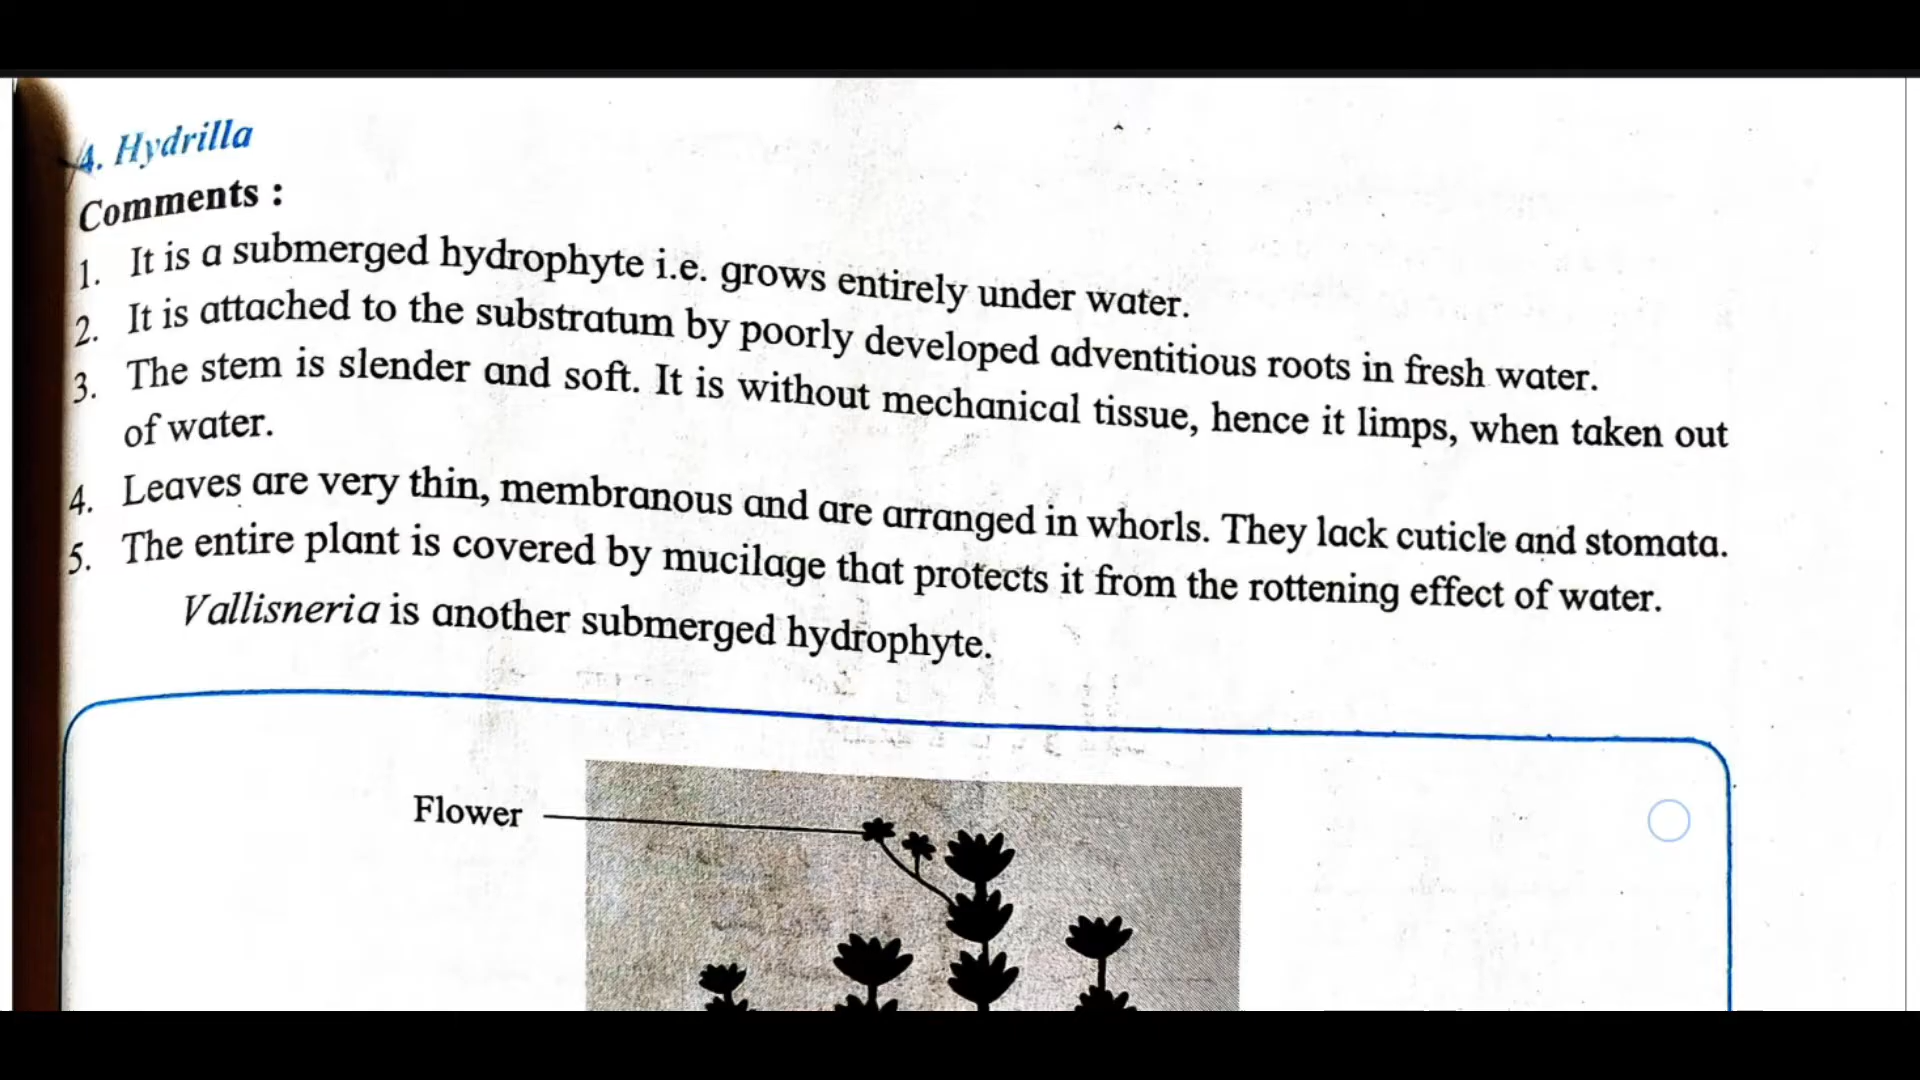 4. Hydrilla
Comments :
1. It is a submerged hydrophyte i.e. grows entirely under water.
2. It is attached to the substratum by poorly developed adventitious roots in fresh water.
3. The stem is slender and soft. It is without mechanical tissue, hence it limps, when taken out
of water.
4. Leaves are very thin, membranous and are arranged in whorls. They lack cuticle and stomata.
5. The entire plant is covered by mucilage that protects it from the rottening effect of water.
Vallisneria is another submerged hydrophyte.
Flower